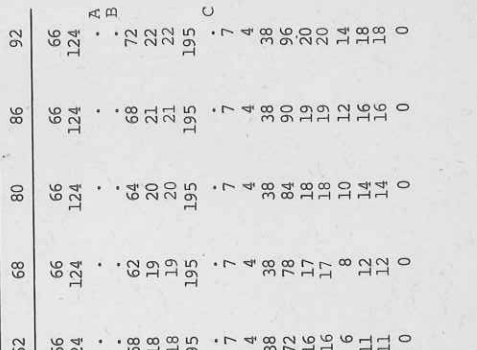 68 80 86 92
66 66 66 66
124 124 124 124
· · · · · A
· · · · · B
62 64 68 72
18 19 20 21 22
18 19 20 21 22
195 195 195 195
· · · · · C
7 7 7 7 7
4 4 4 4 4
38 38 38 38 38
72 78 84 90 96
16 17 18 19 20
16 17 18 19 20
6 8 10 12 14
11 12 14 16 18
11 12 14 16 18
0 0 0 0 0